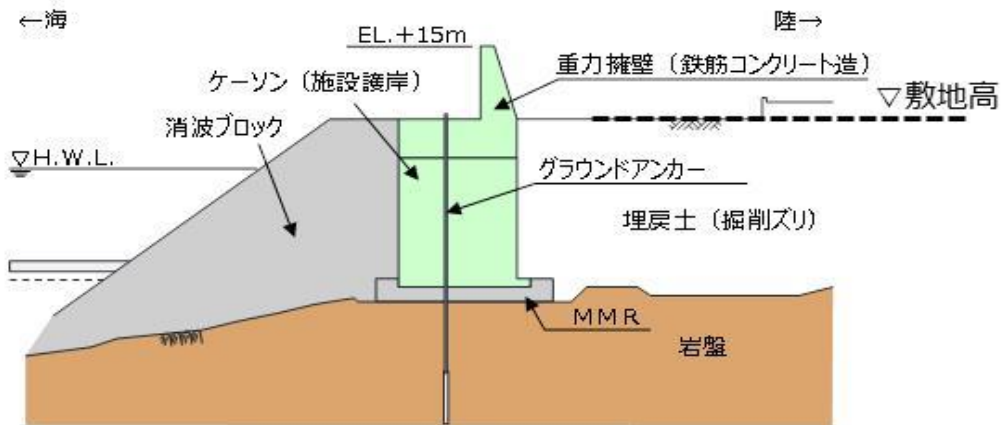 ←海
陸→
EL.+15m
重力擁壁（鉄筋コンクリート造）
ケーソン（施設護岸）
▽敷地高
消波ブロック
▽H.W.L.
グラウンドアンカー
埋戻土（掘削ズリ）
MMR
岩盤